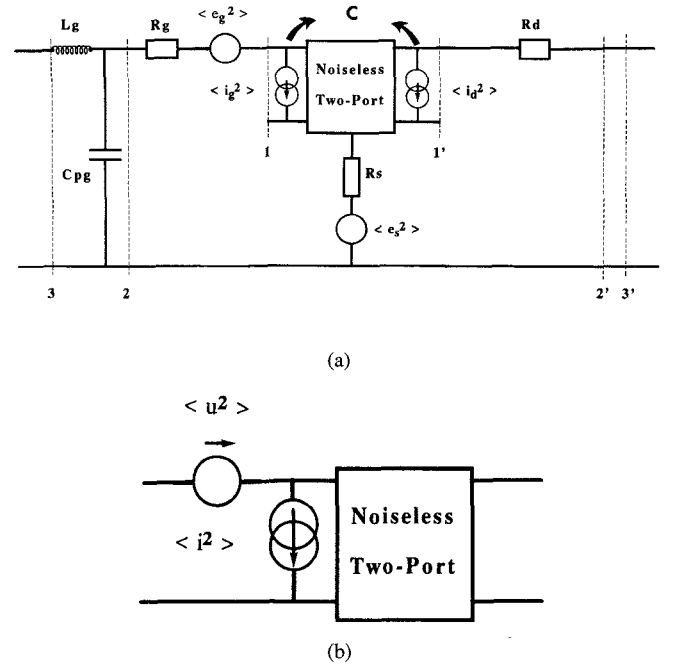 < eg² >
C
Lg
Rg
Rd
< ig² >
Noiseless
Two-Port
< id² >
1
1'
Cpg
Rs
< es² >
3
2
2'
3'
(a)
< u² >
< i² >
Noiseless
Two-Port
(b)